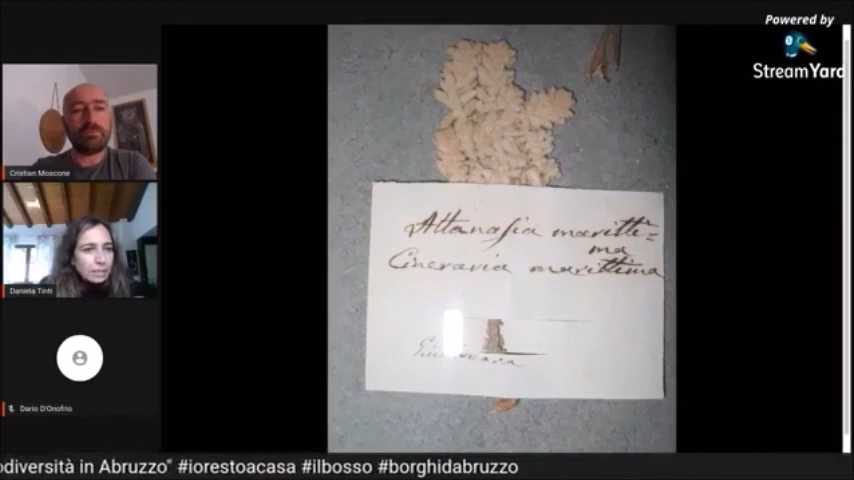 Powered by
StreamYard
Cristian Moscone
Daniela Tinti
Dario D'Onofrio
Attanasia maritti=
ma
Cineraria marittima
odiversità in Abruzzo" #iorestoacasa #ilbosso #borghidabruzzo